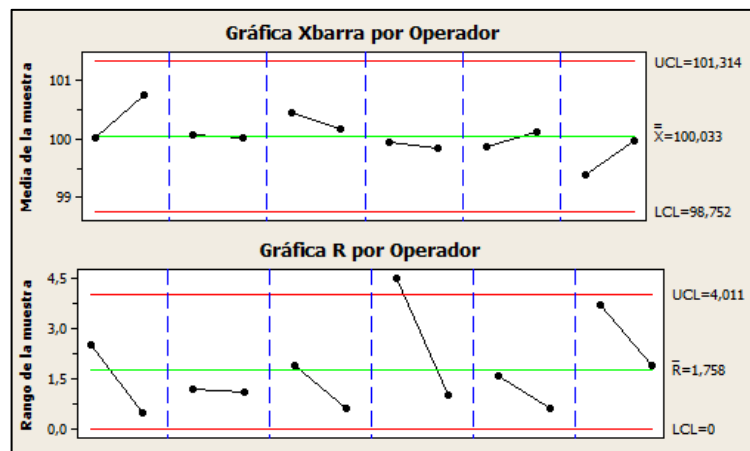 Gráfica Xbarra por Operador
Media de la muestra
101
100
99
UCL=101,314
X=100,033
LCL=98,752
Gráfica R por Operador
Rango de la muestra
4,5
3,0
1,5
0,0
UCL=4,011
R=1,758
LCL=0